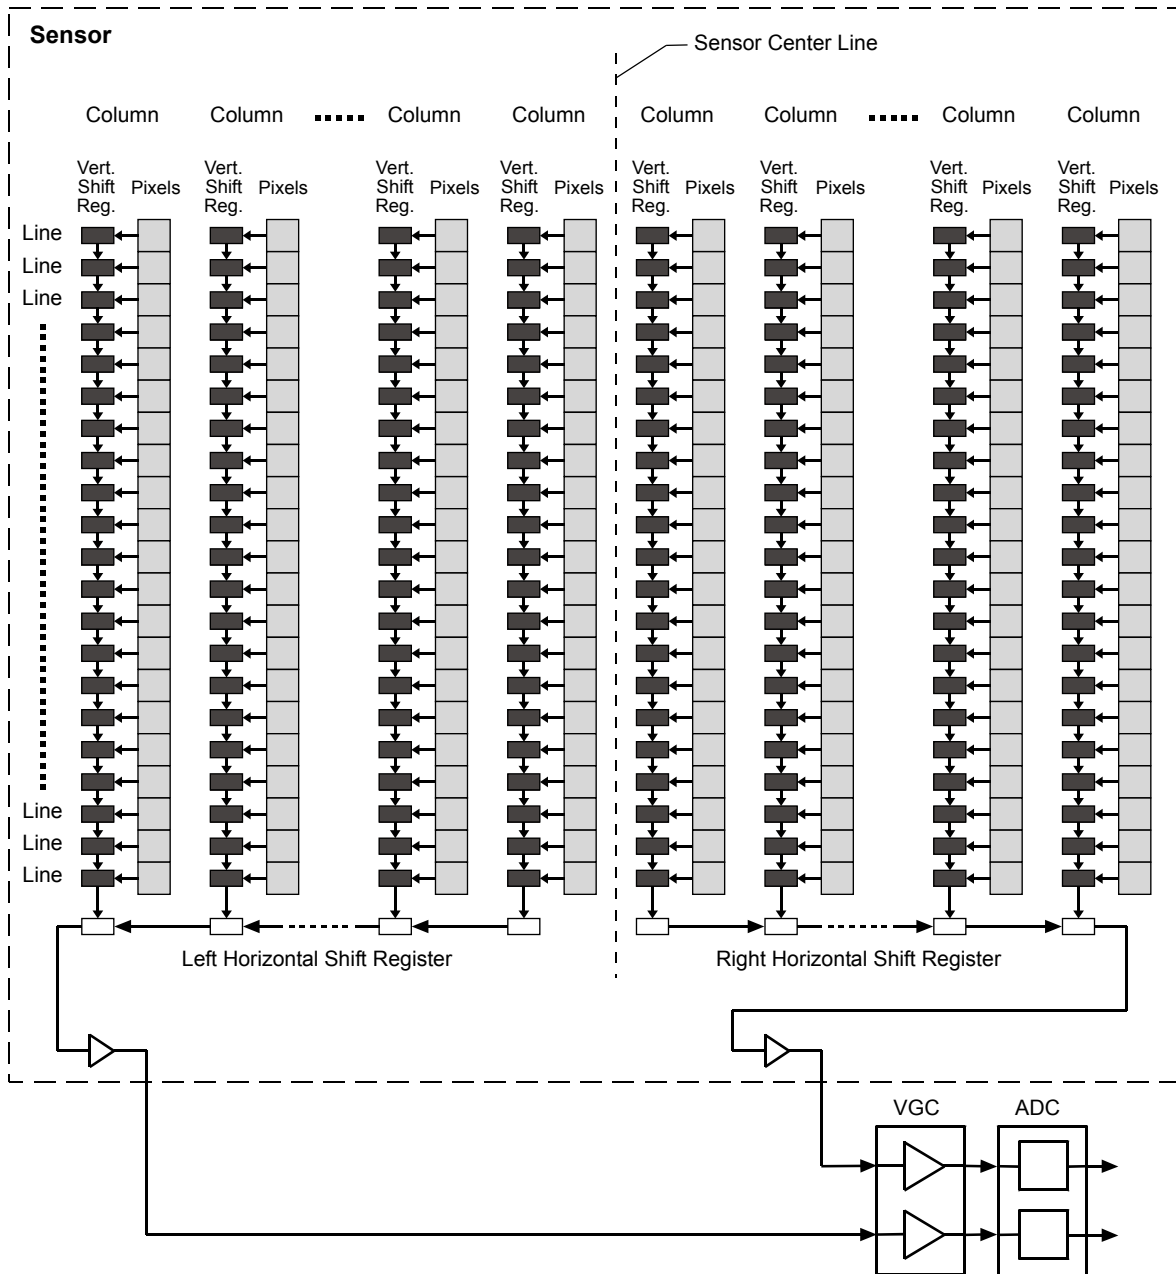 Sensor
Sensor Center Line
Column Column Column Column Column Column Column Column
Vert. Shift Reg. Pixels Vert. Shift Reg. Pixels Vert. Shift Reg. Pixels Vert. Shift Reg. Pixels Vert. Shift Reg. Pixels Vert. Shift Reg. Pixels Vert. Shift Reg. Pixels Vert. Shift Reg. Pixels
Line
Line
Line
Line
Line
Line
Left Horizontal Shift Register Right Horizontal Shift Register
VGC ADC